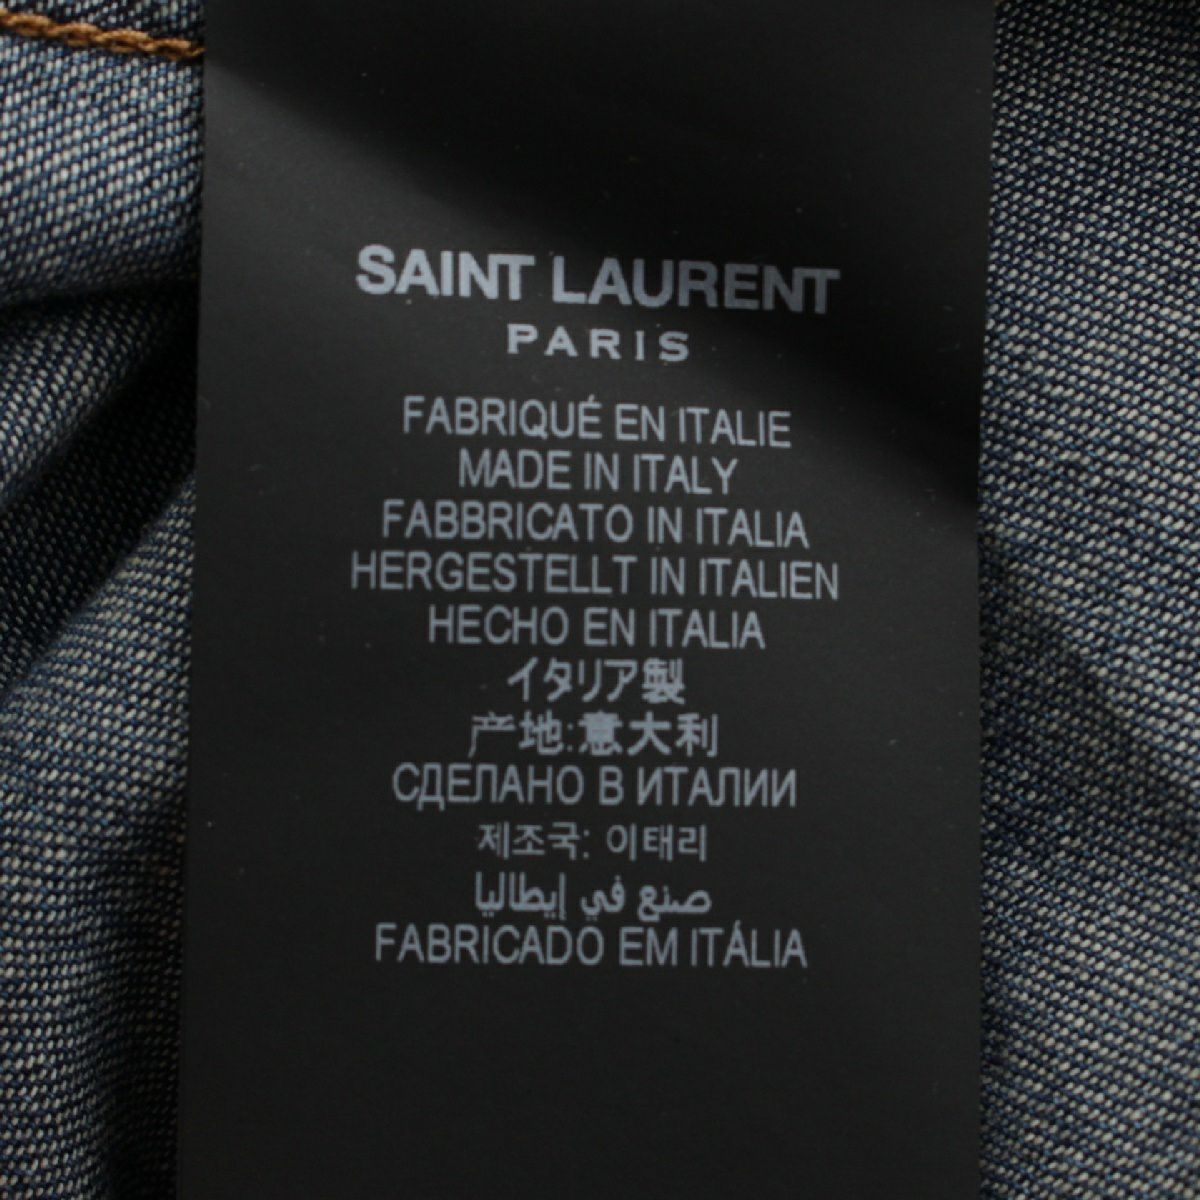 SAINT LAURENT
PARIS
FABRIQUÉ EN ITALIE
MADE IN ITALY
FABBRICATO IN ITALIA
HERGESTELLT IN ITALIEN
HECHO EN ITALIA
イタリア製
产地:意大利
СДЕЛАНО В ИТАЛИИ
제조국: 이태리
صنع في إيطاليا
FABRICADO EM ITÁLIA